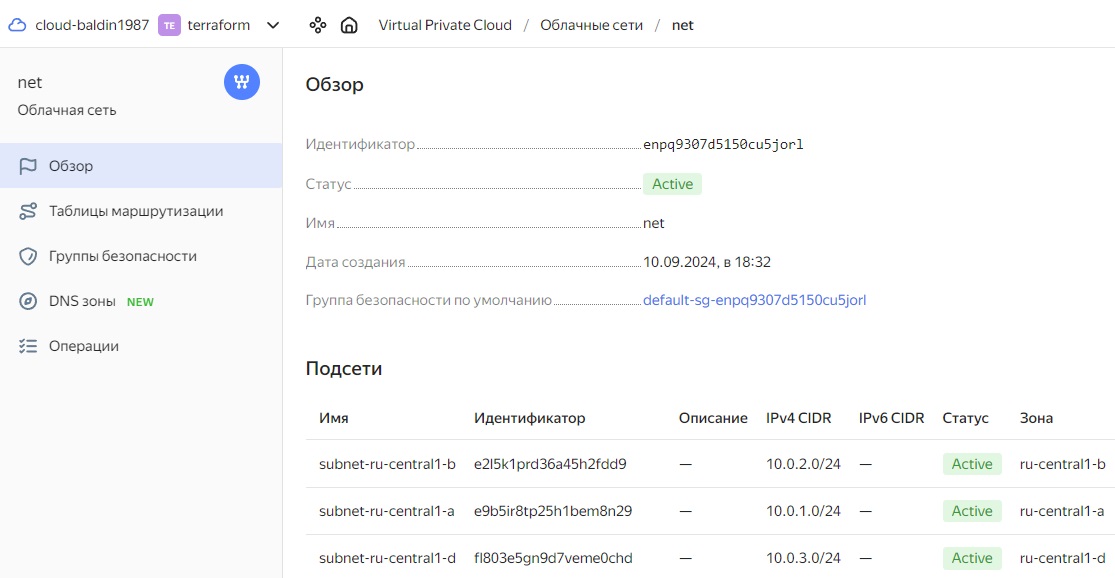 cloud-baldin1987 TE terraform Virtual Private Cloud / Облачные сети / net
net
Облачная сеть
Обзор
Таблицы маршрутизации
Группы безопасности
DNS зоны NEW
Операции
Обзор
Идентификатор enpq9307d5150cu5jorl
Статус Active
Имя net
Дата создания 10.09.2024, в 18:32
Группа безопасности по умолчанию default-sg-enpq9307d5150cu5jorl
Подсети
Имя Идентификатор Описание IPv4 CIDR IPv6 CIDR Статус Зона
subnet-ru-central1-b e2l5k1prd36a45h2fdd9 — 10.0.2.0/24 — Active ru-central1-b
subnet-ru-central1-a e9b5ir8tp25h1bem8n29 — 10.0.1.0/24 — Active ru-central1-a
subnet-ru-central1-d fl803e5gn9d7veme0chd — 10.0.3.0/24 — Active ru-central1-d